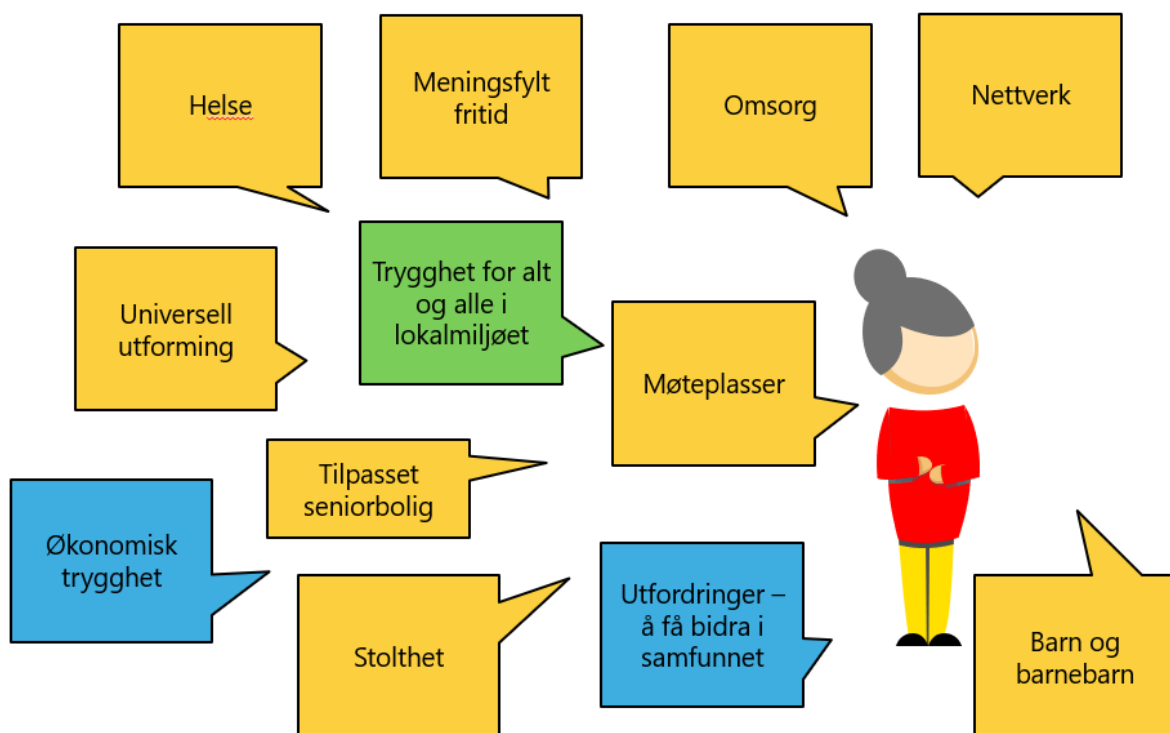 Helse
Meningsfylt
fritid
Omsorg
Nettverk
Universell
utforming
Trygghet for alt
og alle i
lokalmiljøet
Møteplasser
Tilpasset
seniorbolig
Økonomisk
trygghet
Stolthet
Utfordringer –
å få bidra i
samfunnet
Barn og
barnebarn